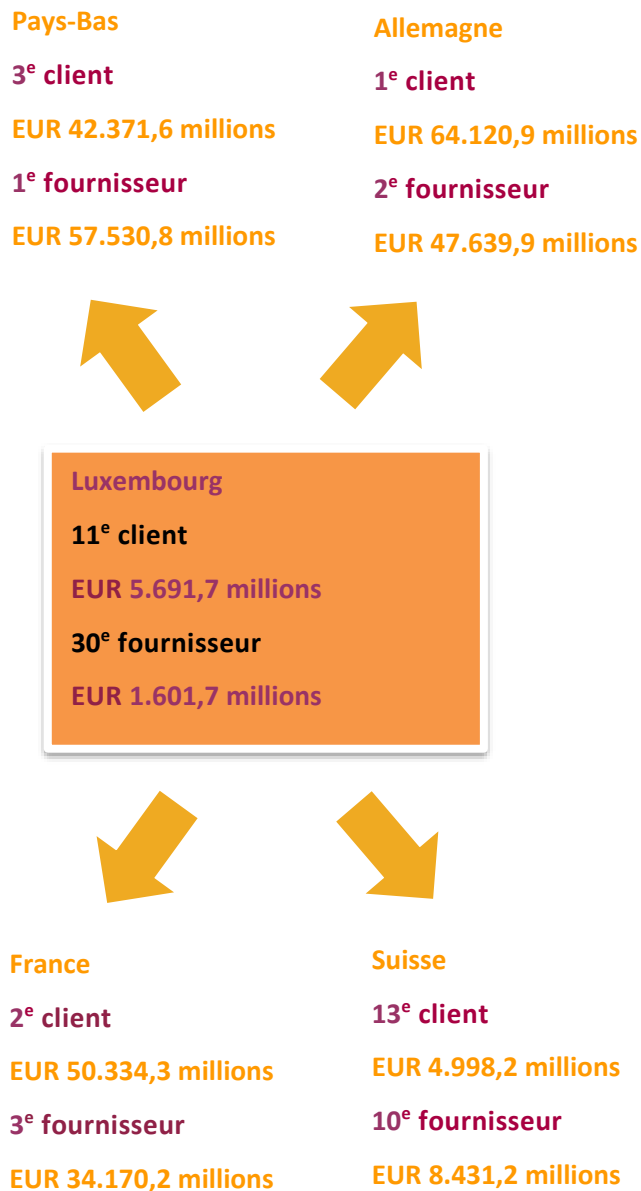 Pays-Bas
3e client
EUR 42.371,6 millions
1e fournisseur
EUR 57.530,8 millions
Allemagne
1e client
EUR 64.120,9 millions
2e fournisseur
EUR 47.639,9 millions
Luxembourg
11e client
EUR 5.691,7 millions
30e fournisseur
EUR 1.601,7 millions
France
2e client
EUR 50.334,3 millions
3e fournisseur
EUR 34.170,2 millions
Suisse
13e client
EUR 4.998,2 millions
10e fournisseur
EUR 8.431,2 millions